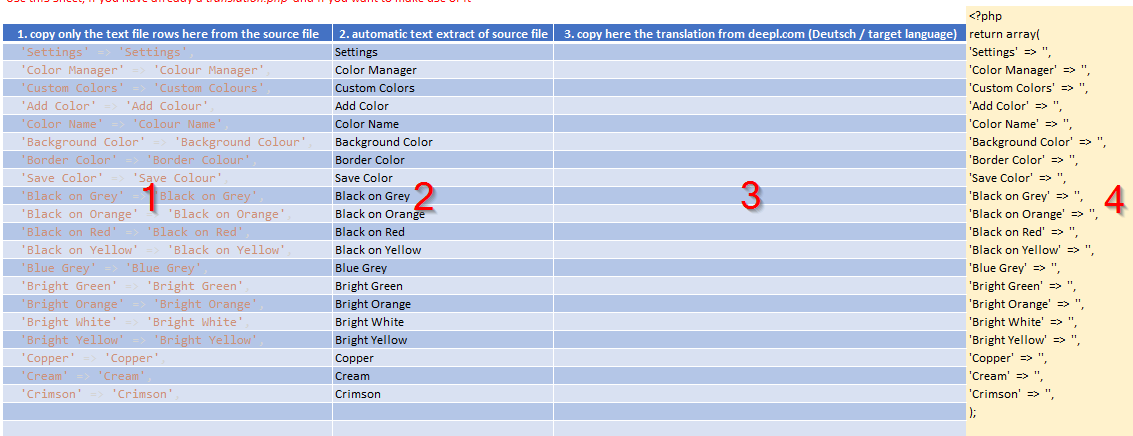 Use this sheet, if you have already a translation.php and if you want to make use of it
1. copy only the text file rows here from the source file 2. automatic text extract of source file 3. copy here the translation from deepl.com (Deutsch / target language)
<?php
return array(
'Settings' => 'Settings', Settings 'Settings' => '',
'Color Manager' => 'Colour Manager', Color Manager 'Color Manager' => '',
'Custom Colors' => 'Custom Colours', Custom Colors 'Custom Colors' => '',
'Add Color' => 'Add Colour', Add Color 'Add Color' => '',
'Color Name' => 'Colour Name', Color Name 'Color Name' => '',
'Background Color' => 'Background Colour', Background Color 'Background Color' => '',
'Border Color' => 'Border Colour', Border Color 'Border Color' => '',
'Save Color' => 'Save Colour', Save Color 'Save Color' => '',
'Black on Grey' => 'Black on Grey', Black on Grey 'Black on Grey' => '',
1 2 3 4
'Black on Orange' => 'Black on Orange', Black on Orange 'Black on Orange' => '',
'Black on Red' => 'Black on Red', Black on Red 'Black on Red' => '',
'Black on Yellow' => 'Black on Yellow', Black on Yellow 'Black on Yellow' => '',
'Blue Grey' => 'Blue Grey', Blue Grey 'Blue Grey' => '',
'Bright Green' => 'Bright Green', Bright Green 'Bright Green' => '',
'Bright Orange' => 'Bright Orange', Bright Orange 'Bright Orange' => '',
'Bright White' => 'Bright White', Bright White 'Bright White' => '',
'Bright Yellow' => 'Bright Yellow', Bright Yellow 'Bright Yellow' => '',
'Copper' => 'Copper', Copper 'Copper' => '',
'Cream' => 'Cream', Cream 'Cream' => '',
'Crimson' => 'Crimson', Crimson 'Crimson' => '',
);